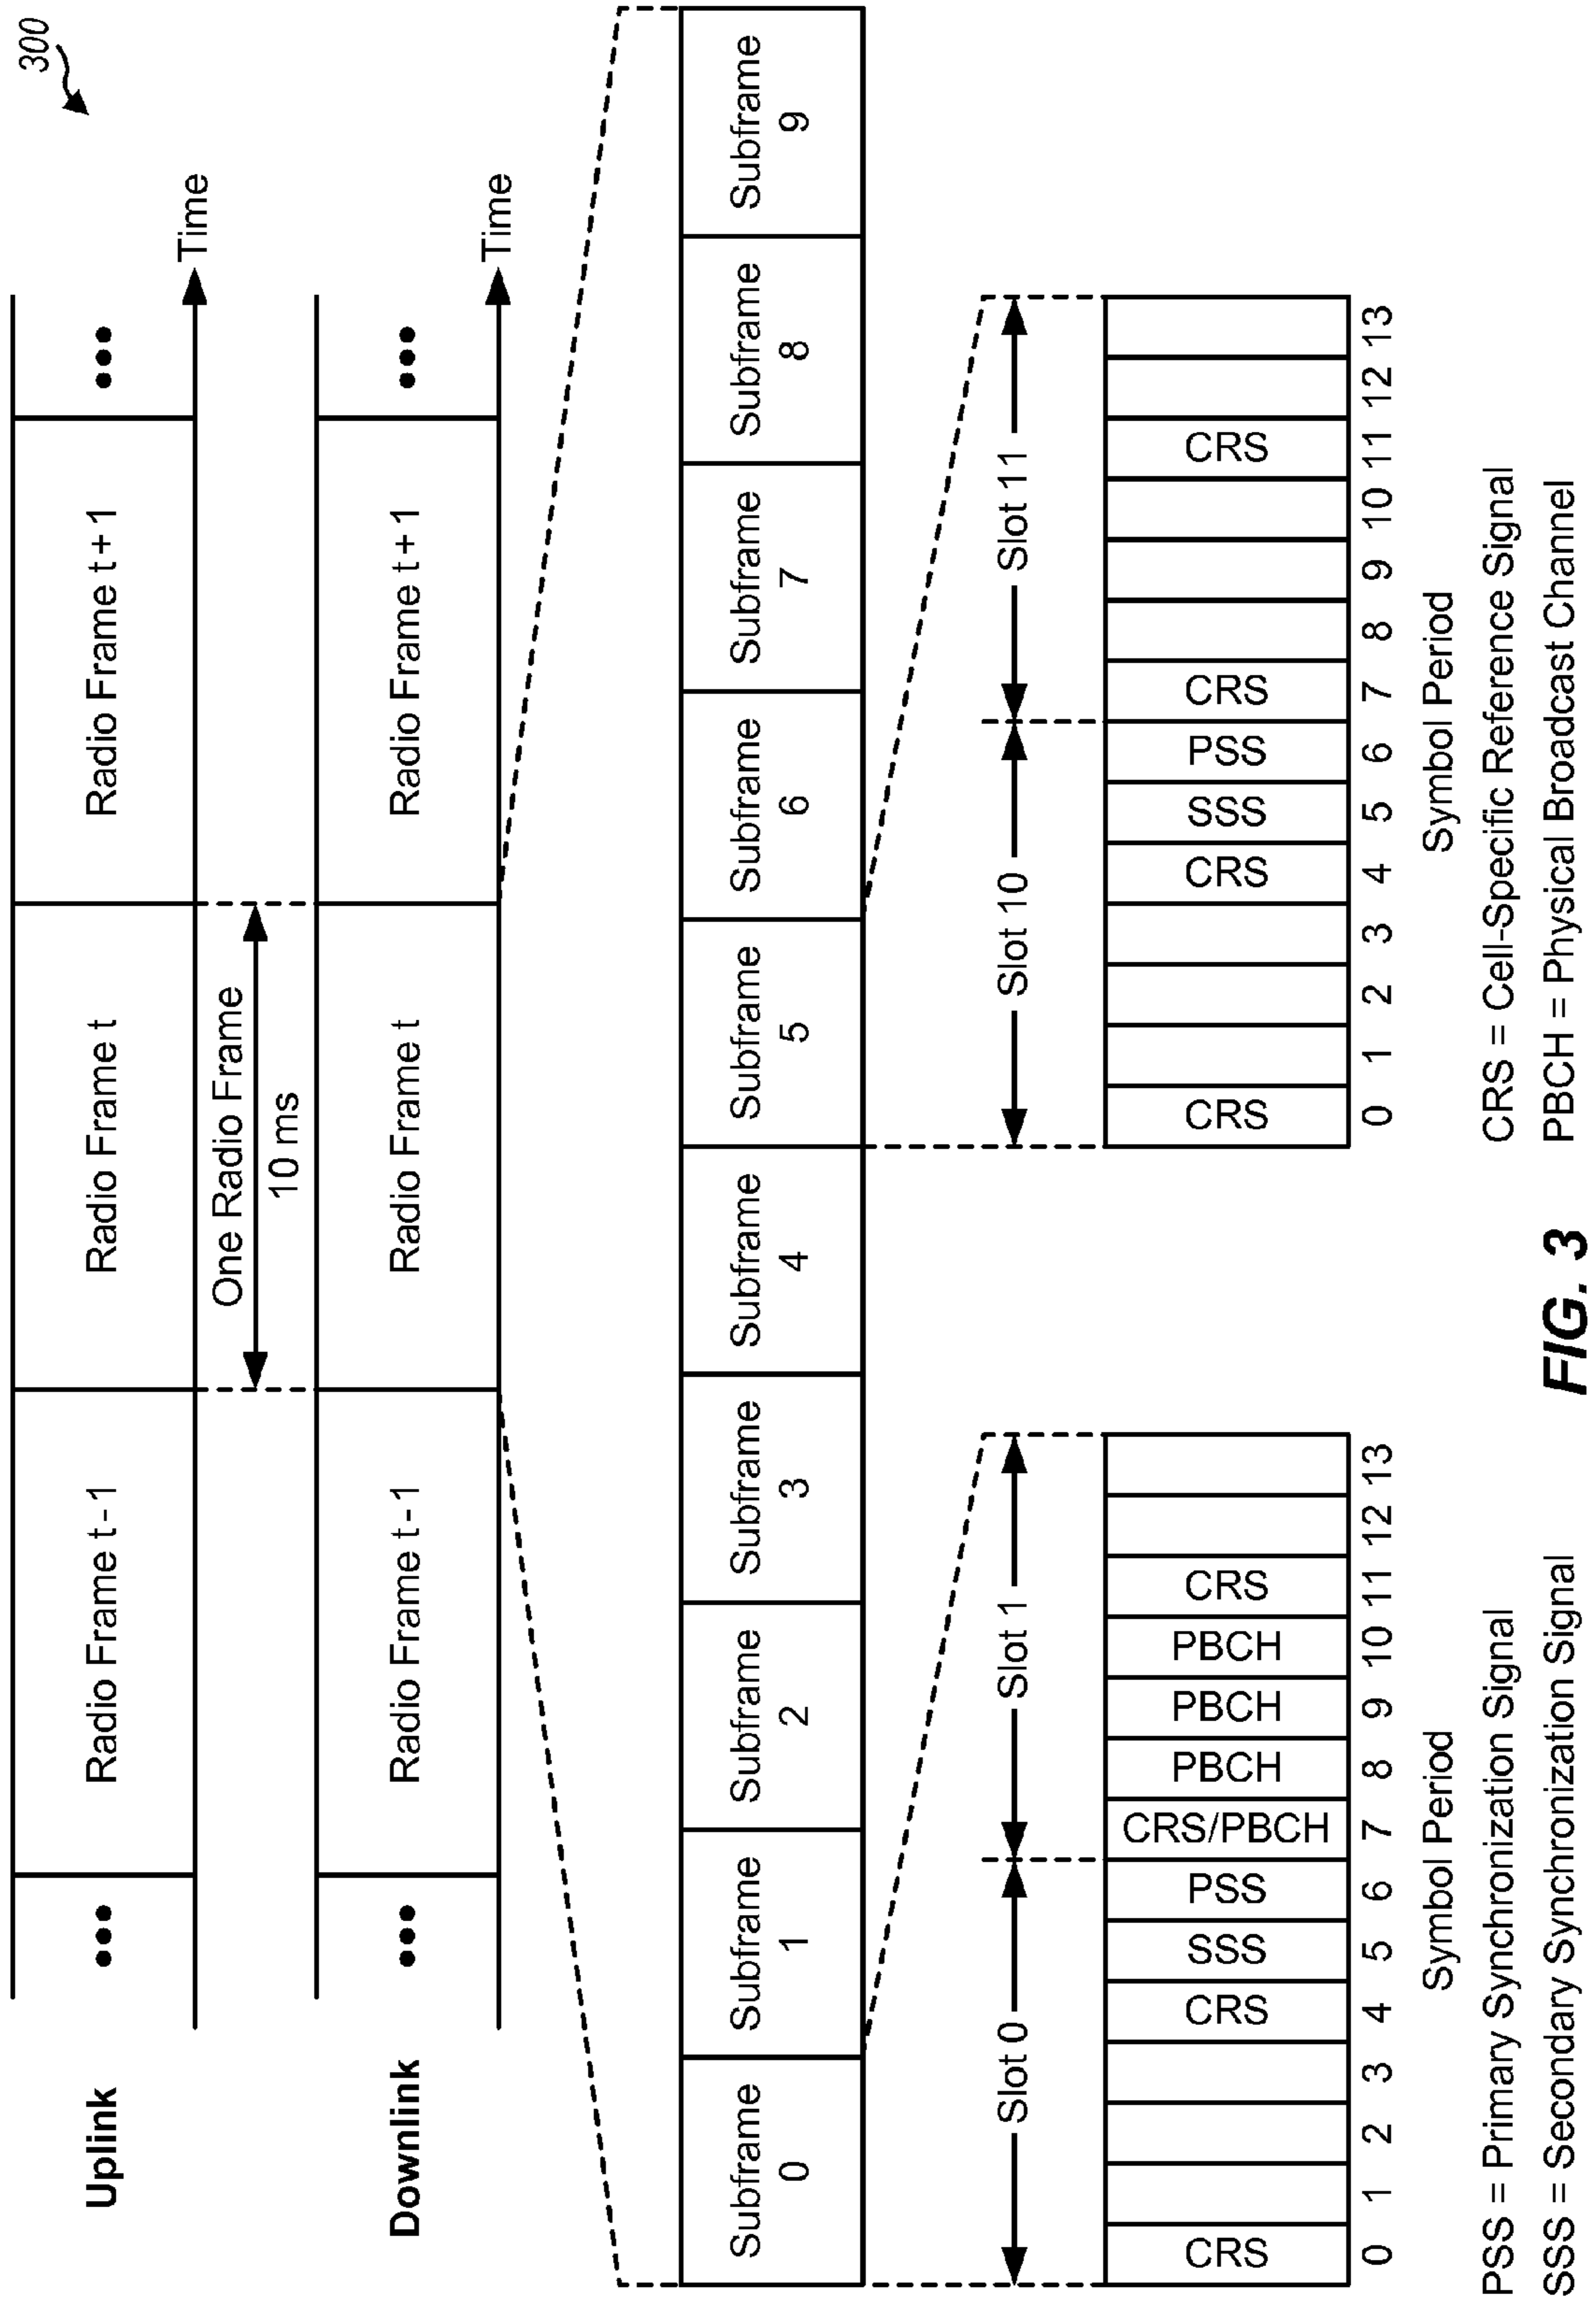 300
Uplink
•••
Radio Frame t-1
Radio Frame t
Radio Frame t+1
•••
Time
One Radio Frame
10 ms
Downlink
•••
Radio Frame t-1
Radio Frame t
Radio Frame t+1
•••
Time
Subframe
0
Subframe
1
Subframe
2
Subframe
3
Subframe
4
Subframe
5
Subframe
6
Subframe
7
Subframe
8
Subframe
9
Slot 0
Slot 1
CRS
CRS
SSS
PSS
CRS/PBCH
PBCH
PBCH
PBCH
CRS
0 1 2 3 4 5 6 7 8 9 10 11 12 13
Symbol Period
Slot 10
Slot 11
CRS
CRS
SSS
PSS
CRS
CRS
0 1 2 3 4 5 6 7 8 9 10 11 12 13
Symbol Period
PSS = Primary Synchronization Signal
SSS = Secondary Synchronization Signal
CRS = Cell-Specific Reference Signal
PBCH = Physical Broadcast Channel
FIG. 3